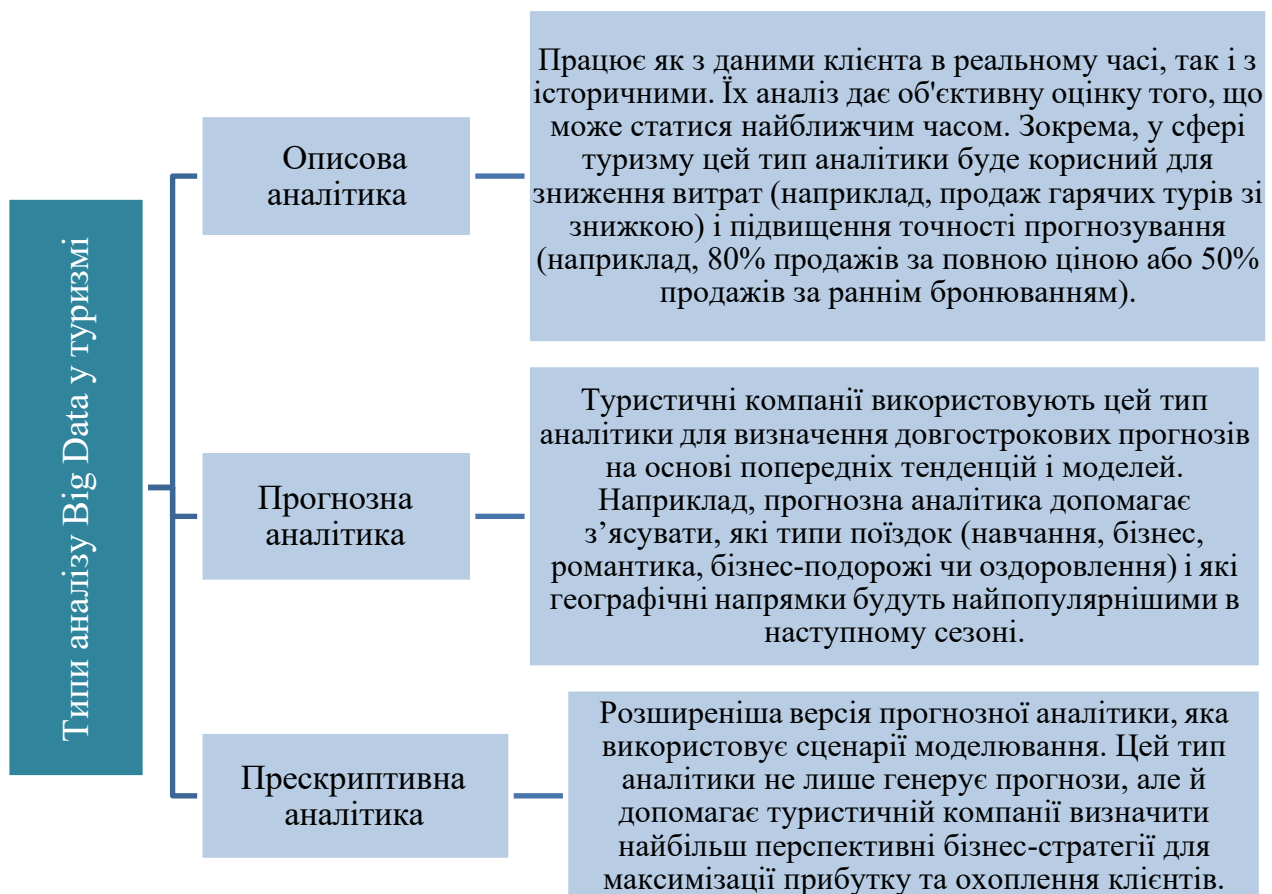 Типи аналізу Big Data у туризмі
Описова
аналітика
Працює як з даними клієнта в реальному часі, так і з
історичними. Їх аналіз дає об'єктивну оцінку того, що
може статися найближчим часом. Зокрема, у сфері
туризму цей тип аналітики буде корисний для
зниження витрат (наприклад, продаж гарячих турів зі
знижкою) і підвищення точності прогнозування
(наприклад, 80% продажів за повною ціною або 50%
продажів за раннім бронюванням).
Прогнозна
аналітика
Туристичні компанії використовують цей тип
аналітики для визначення довгострокових прогнозів
на основі попередніх тенденцій і моделей.
Наприклад, прогнозна аналітика допомагає
з’ясувати, які типи поїздок (навчання, бізнес,
романтика, бізнес-подорожі чи оздоровлення) і які
географічні напрямки будуть найпопулярнішими в
наступному сезоні.
Прескриптивна
аналітика
Розширеніша версія прогнозної аналітики, яка
використовує сценарії моделювання. Цей тип
аналітики не лише генерує прогнози, але й
допомагає туристичній компанії визначити
найбільш перспективні бізнес-стратегії для
максимізації прибутку та охоплення клієнтів.